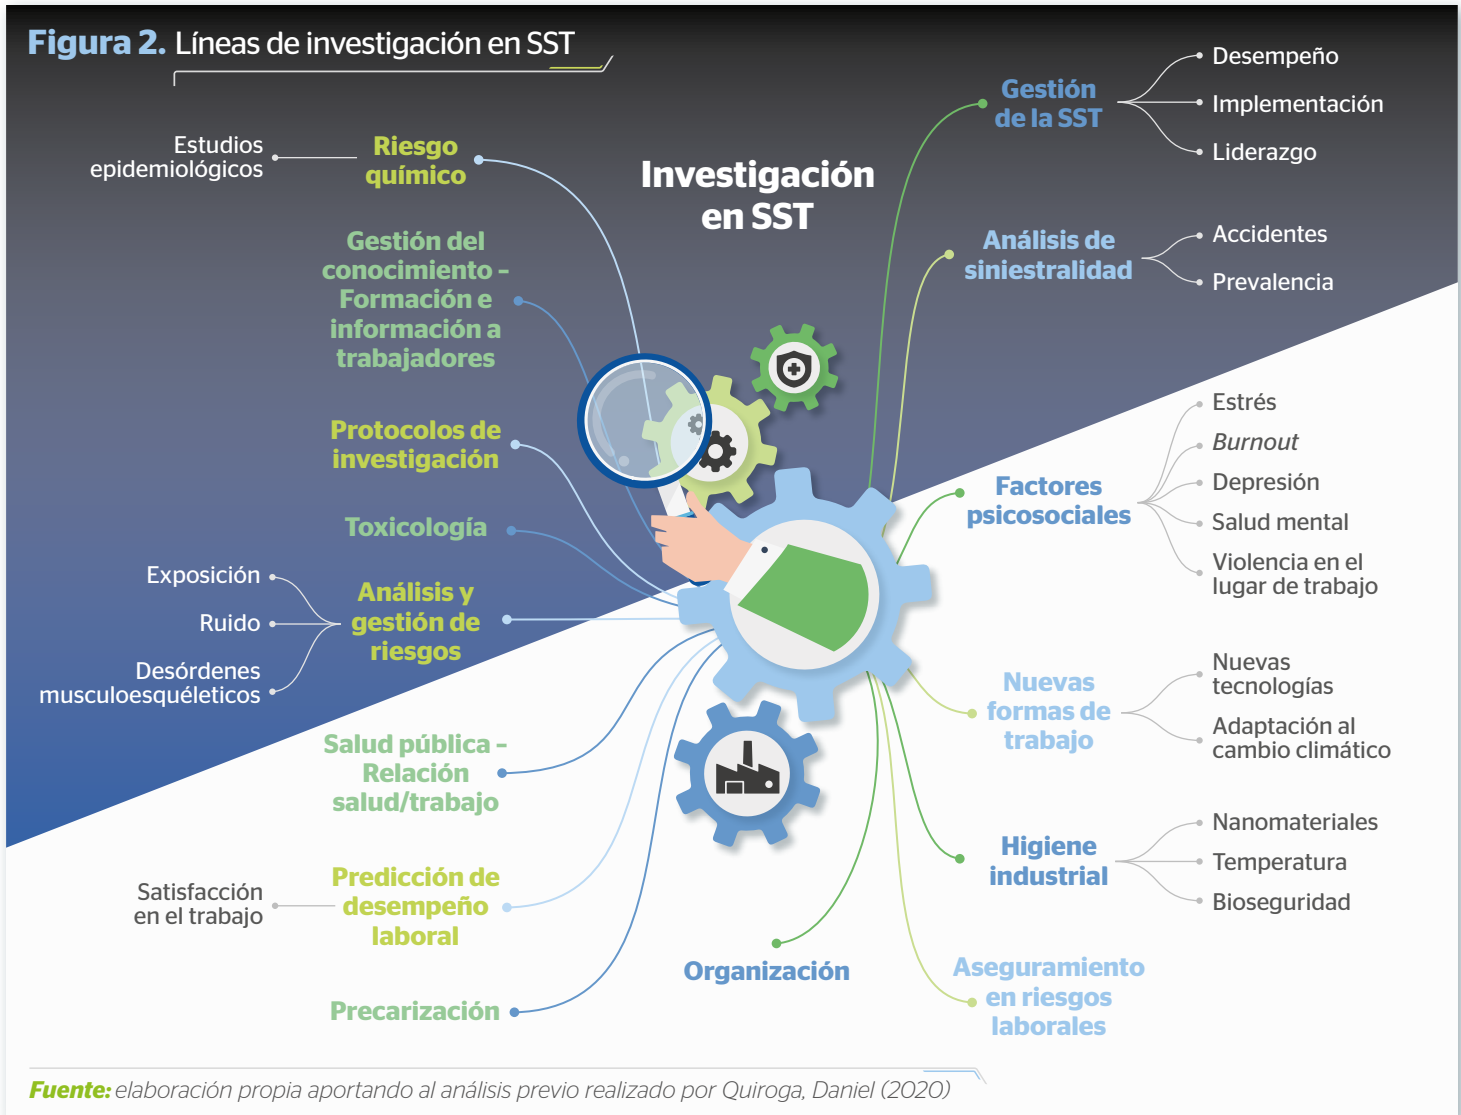 Figura 2. Líneas de investigación en SST
Investigación
en SST
Riesgo
químico
Estudios
epidemiológicos
Gestión del
conocimiento –
Formación e
información a
trabajadores
Protocolos de
investigación
Toxicología
Análisis y
gestión de
riesgos
Exposición
Ruido
Desórdenes
musculoesquéleticos
Salud pública –
Relación
salud/trabajo
Predicción de
desempeño
laboral
Satisfacción
en el trabajo
Precarización
Organización
Gestión
de la SST
Desempeño
Implementación
Liderazgo
Análisis de
siniestralidad
Accidentes
Prevalencia
Factores
psicosociales
Estrés
Burnout
Depresión
Salud mental
Violencia en el
lugar de trabajo
Nuevas
formas de
trabajo
Nuevas
tecnologías
Adaptación al
cambio climático
Higiene
industrial
Nanomateriales
Temperatura
Bioseguridad
Aseguramiento
en riesgos
laborales
Fuente: elaboración propia aportando al análisis previo realizado por Quiroga, Daniel (2020)